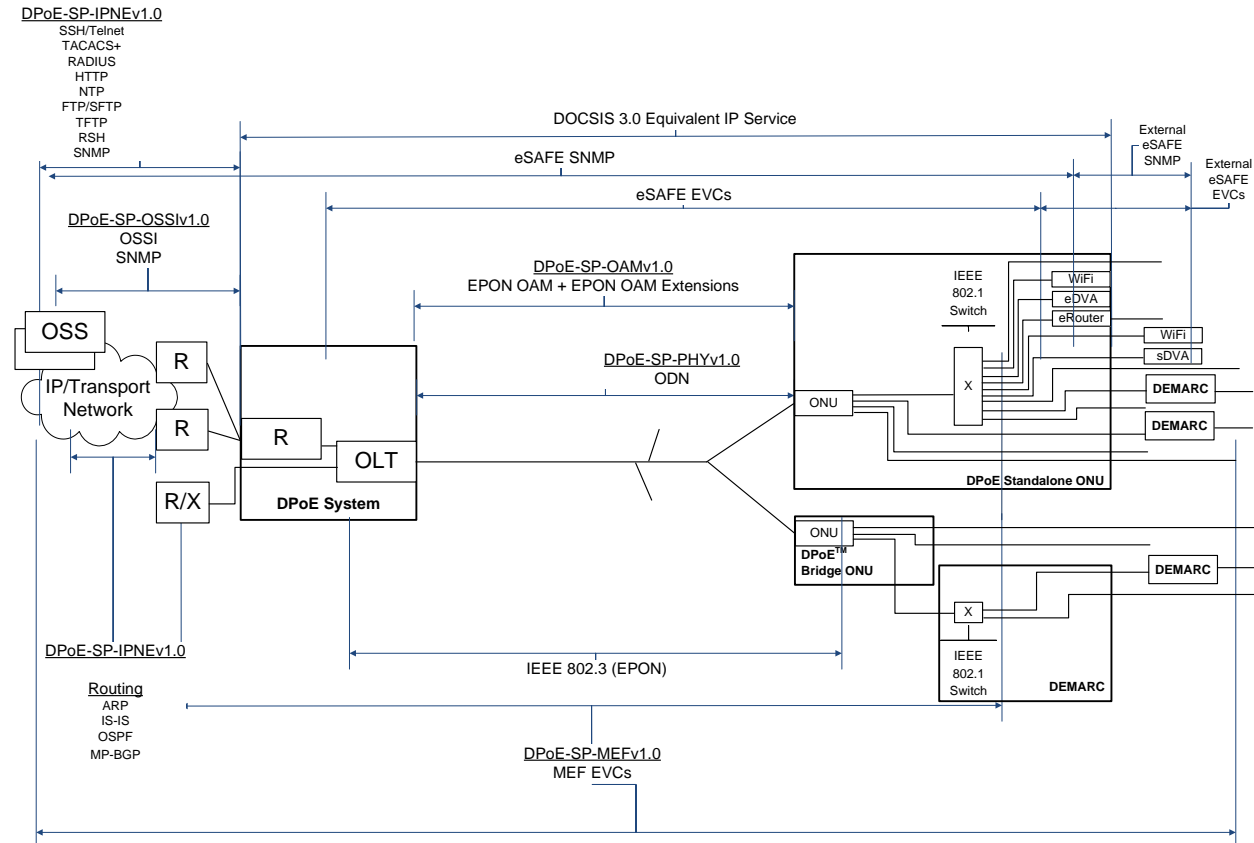 DPoE-SP-IPNEv1.0
SSH/Telnet
TACACS+
RADIUS
HTTP
NTP
FTP/SFTP
TFTP
RSH
SNMP
DOCSIS 3.0 Equivalent IP Service
eSAFE SNMP
External
eSAFE
SNMP
External
eSAFE
EVCs
eSAFE EVCs
DPoE-SP-OSSIv1.0
OSSI
SNMP
DPoE-SP-OAMv1.0
EPON OAM + EPON OAM Extensions
IEEE
802.1
Switch
WiFi
eDVA
eRouter
WiFi
sDVA
OSS
IP/Transport
Network
R
R
R/X
R
OLT
DPoE System
DPoE-SP-PHYv1.0
ODN
ONU
X
DEMARC
DEMARC
DPoE Standalone ONU
ONU
DPoE™
Bridge ONU
DEMARC
X
IEEE
802.1
Switch
DEMARC
DPoE-SP-IPNEv1.0
IEEE 802.3 (EPON)
Routing
ARP
IS-IS
OSPF
MP-BGP
DPoE-SP-MEFv1.0
MEF EVCs